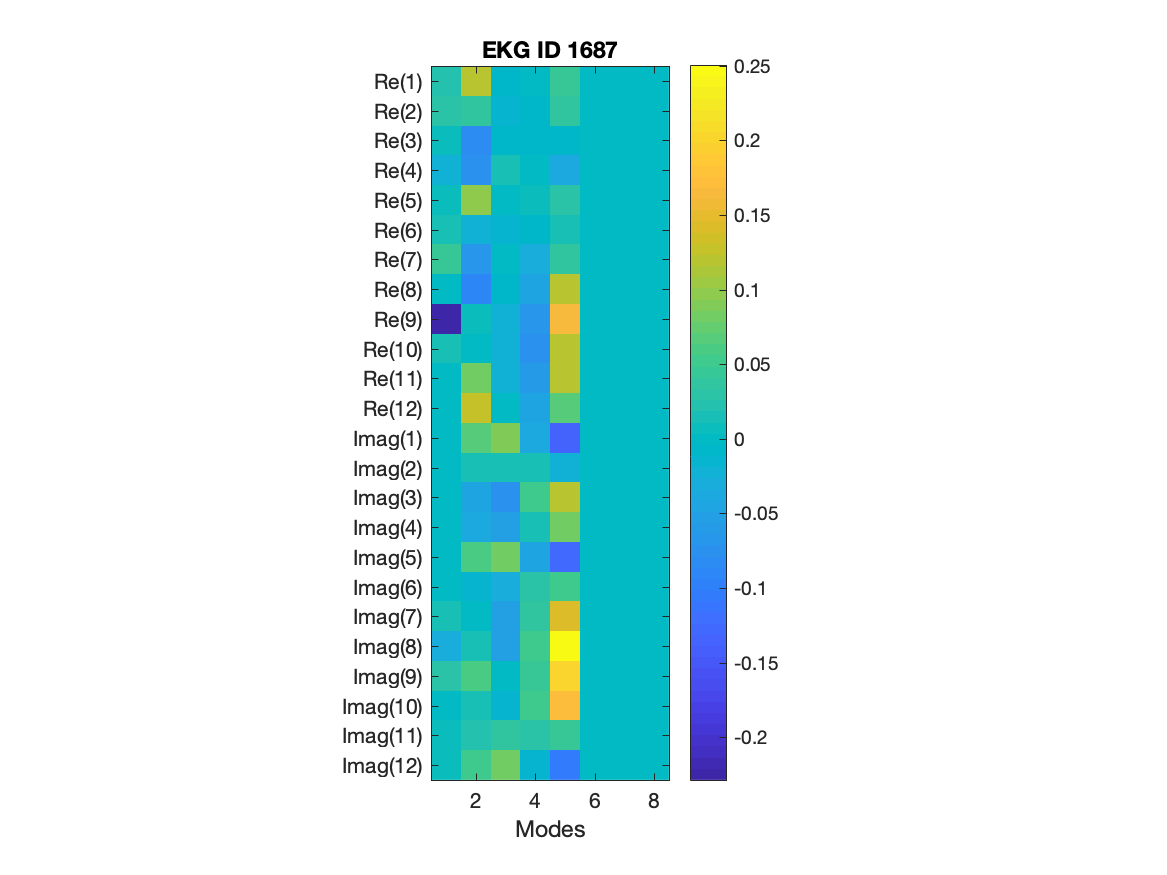 EKG ID 1687
Re(1)
Re(2)
Re(3)
Re(4)
Re(5)
Re(6)
Re(7)
Re(8)
Re(9)
Re(10)
Re(11)
Re(12)
Imag(1)
Imag(2)
Imag(3)
Imag(4)
Imag(5)
Imag(6)
Imag(7)
Imag(8)
Imag(9)
Imag(10)
Imag(11)
Imag(12)
2 4 6 8
Modes
0.25
0.2
0.15
0.1
0.05
0
-0.05
-0.1
-0.15
-0.2